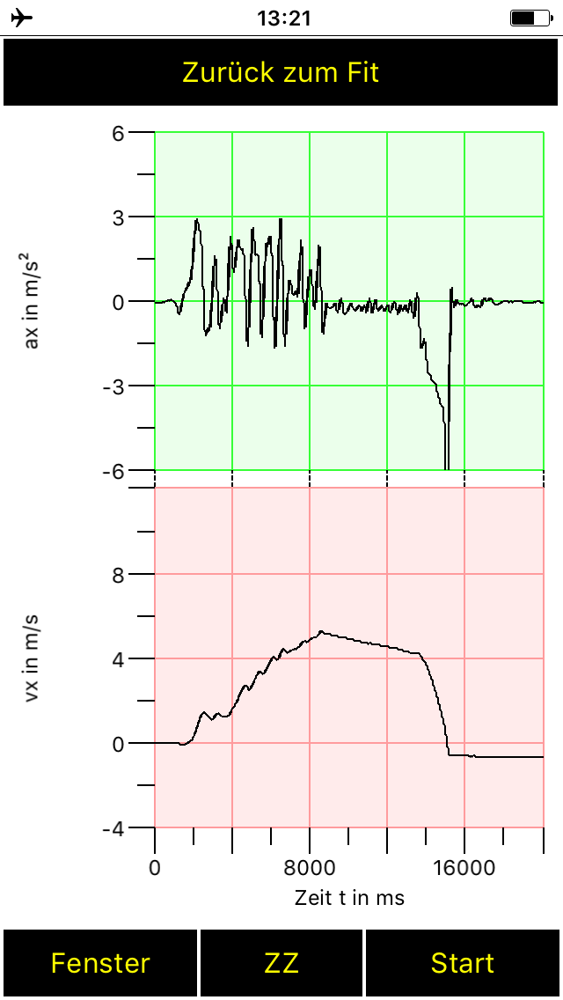 13:21
Zurück zum Fit
6
3
0
-3
-6
ax in m/s²
8
4
0
-4
vx in m/s
0 8000 16000
Zeit t in ms
Fenster ZZ Start